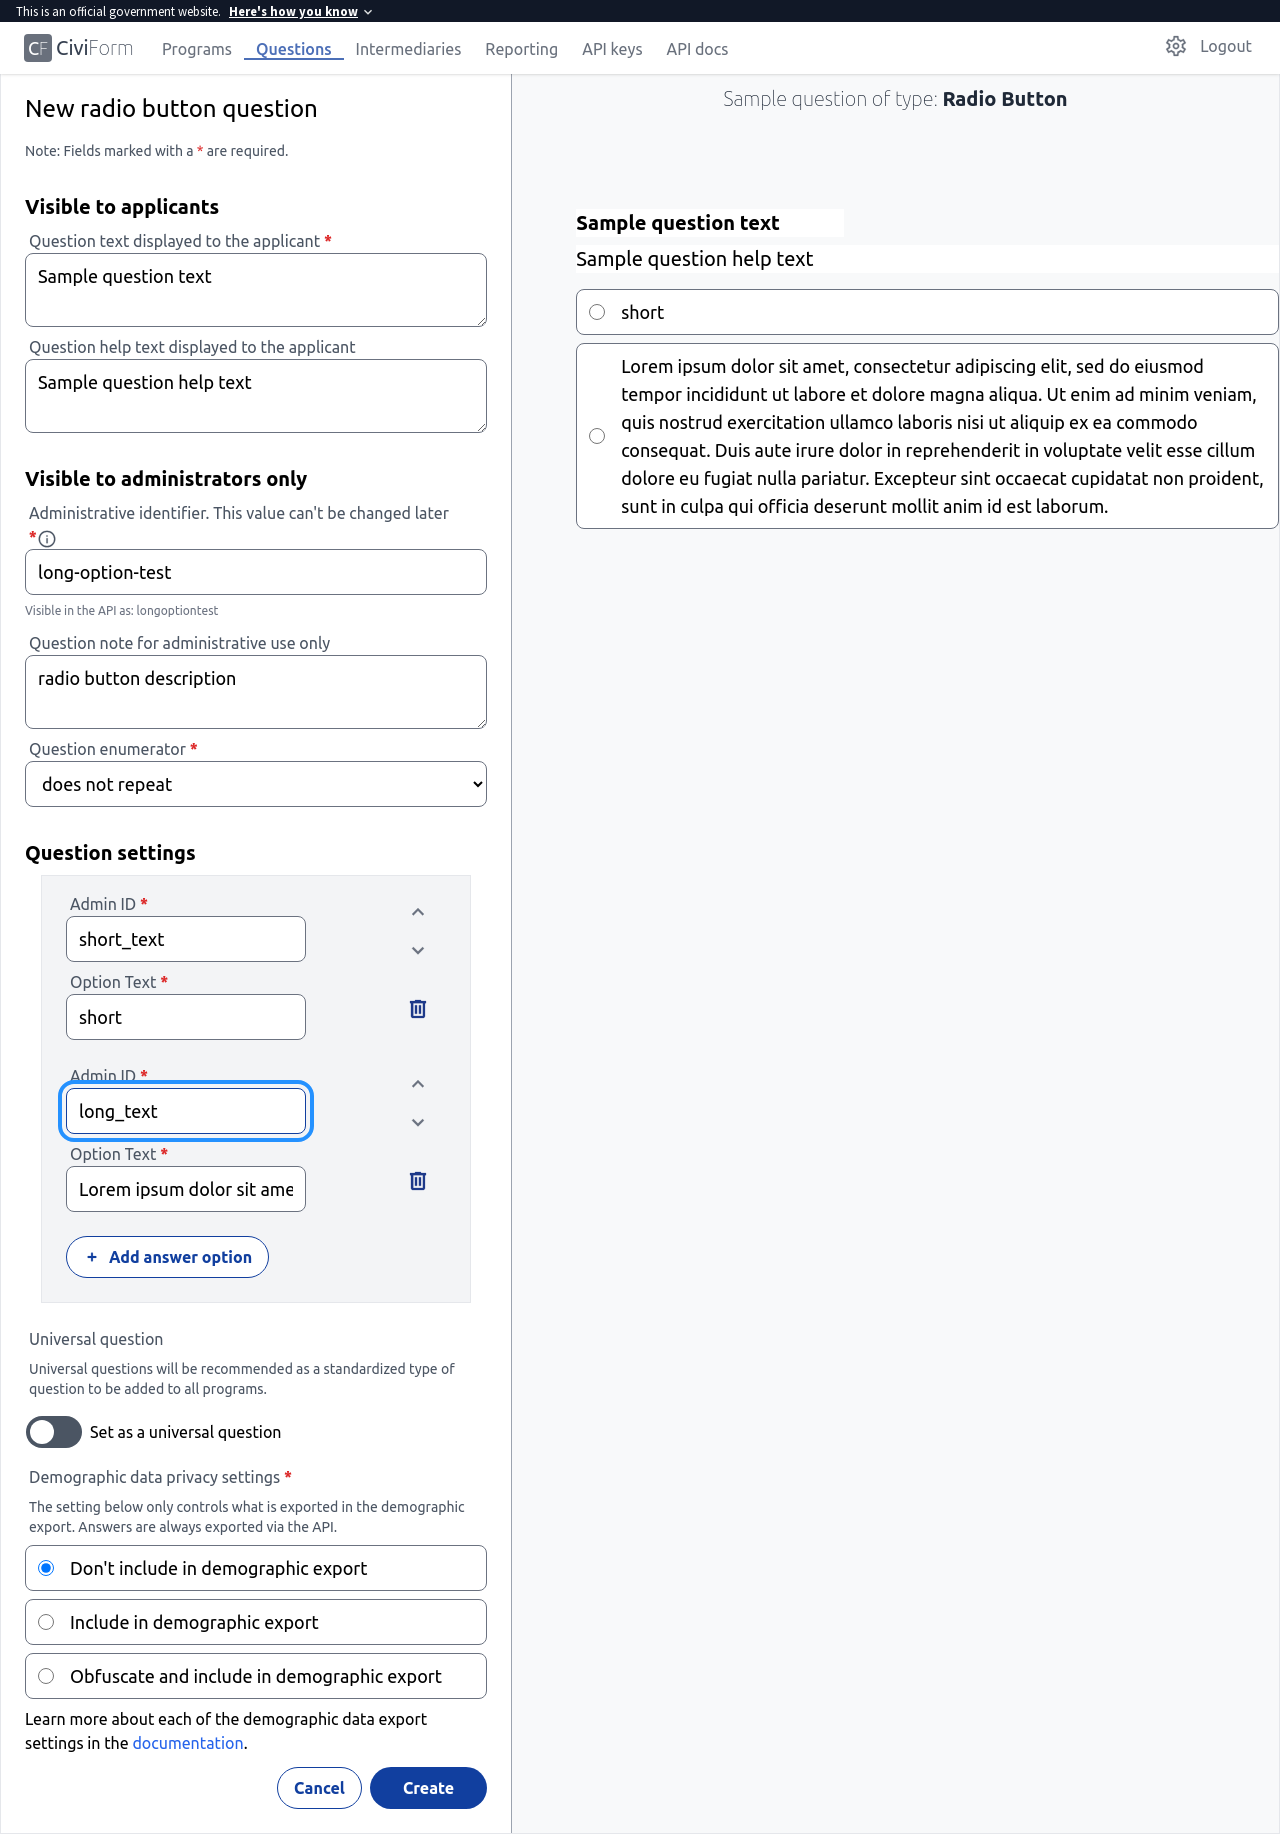 This is an official government website. Here's how you know
CF CiviForm Programs Questions Intermediaries Reporting API keys API docs Logout
New radio button question
Note: Fields marked with a * are required.
Visible to applicants
Question text displayed to the applicant *
Sample question text
Question help text displayed to the applicant
Sample question help text
Visible to administrators only
Administrative identifier. This value can't be changed later
*
long-option-test
Visible in the API as: longoptiontest
Question note for administrative use only
radio button description
Question enumerator *
does not repeat
Question settings
Admin ID *
short_text
Option Text *
short
Admin ID *
long_text
Option Text *
Lorem ipsum dolor sit ame
+ Add answer option
Universal question
Universal questions will be recommended as a standardized type of
question to be added to all programs.
Set as a universal question
Demographic data privacy settings *
The setting below only controls what is exported in the demographic
export. Answers are always exported via the API.
Don't include in demographic export
Include in demographic export
Obfuscate and include in demographic export
Learn more about each of the demographic data export
settings in the documentation.
Cancel Create
Sample question of type: Radio Button
Sample question text
Sample question help text
short
Lorem ipsum dolor sit amet, consectetur adipiscing elit, sed do eiusmod
tempor incididunt ut labore et dolore magna aliqua. Ut enim ad minim veniam,
quis nostrud exercitation ullamco laboris nisi ut aliquip ex ea commodo
consequat. Duis aute irure dolor in reprehenderit in voluptate velit esse cillum
dolore eu fugiat nulla pariatur. Excepteur sint occaecat cupidatat non proident,
sunt in culpa qui officia deserunt mollit anim id est laborum.